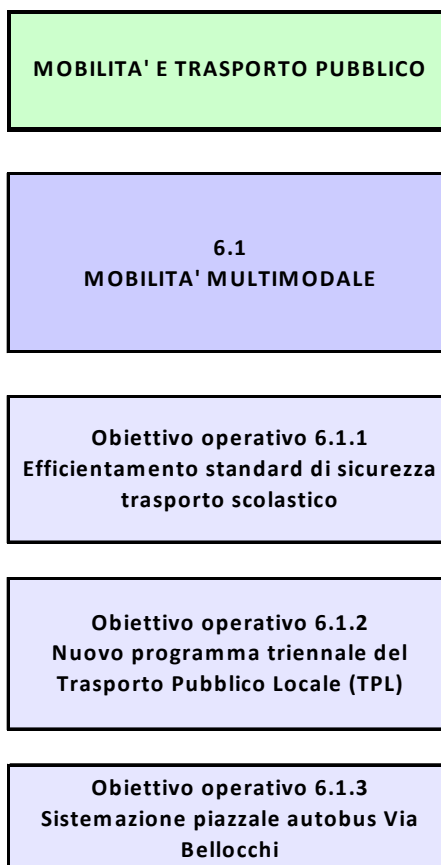 MOBILITA' E TRASPORTO PUBBLICO
6.1
MOBILITA' MULTIMODALE
Obiettivo operativo 6.1.1
Efficientamento standard di sicurezza
trasporto scolastico
Obiettivo operativo 6.1.2
Nuovo programma triennale del
Trasporto Pubblico Locale (TPL)
Obiettivo operativo 6.1.3
Sistemazione piazzale autobus Via
Bellocchi